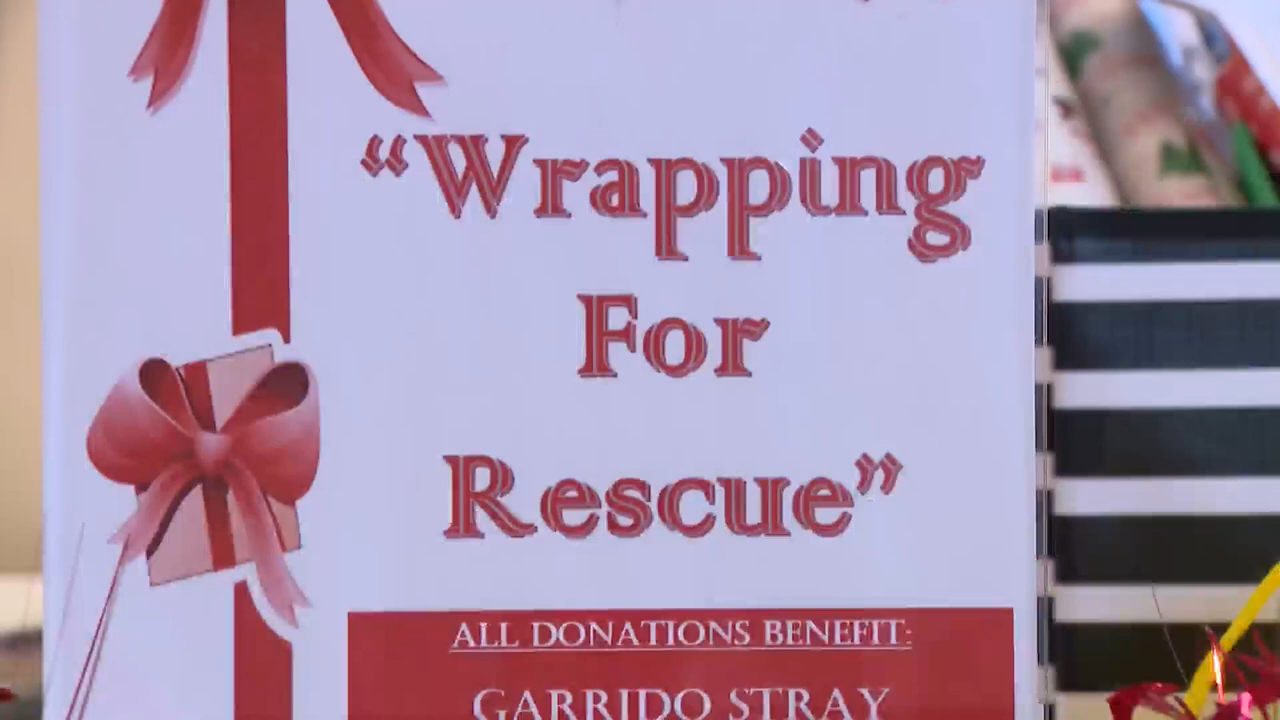 “Wrapping
For
Rescue”
ALL DONATIONS BENEFIT:
GARRIDO STRAY